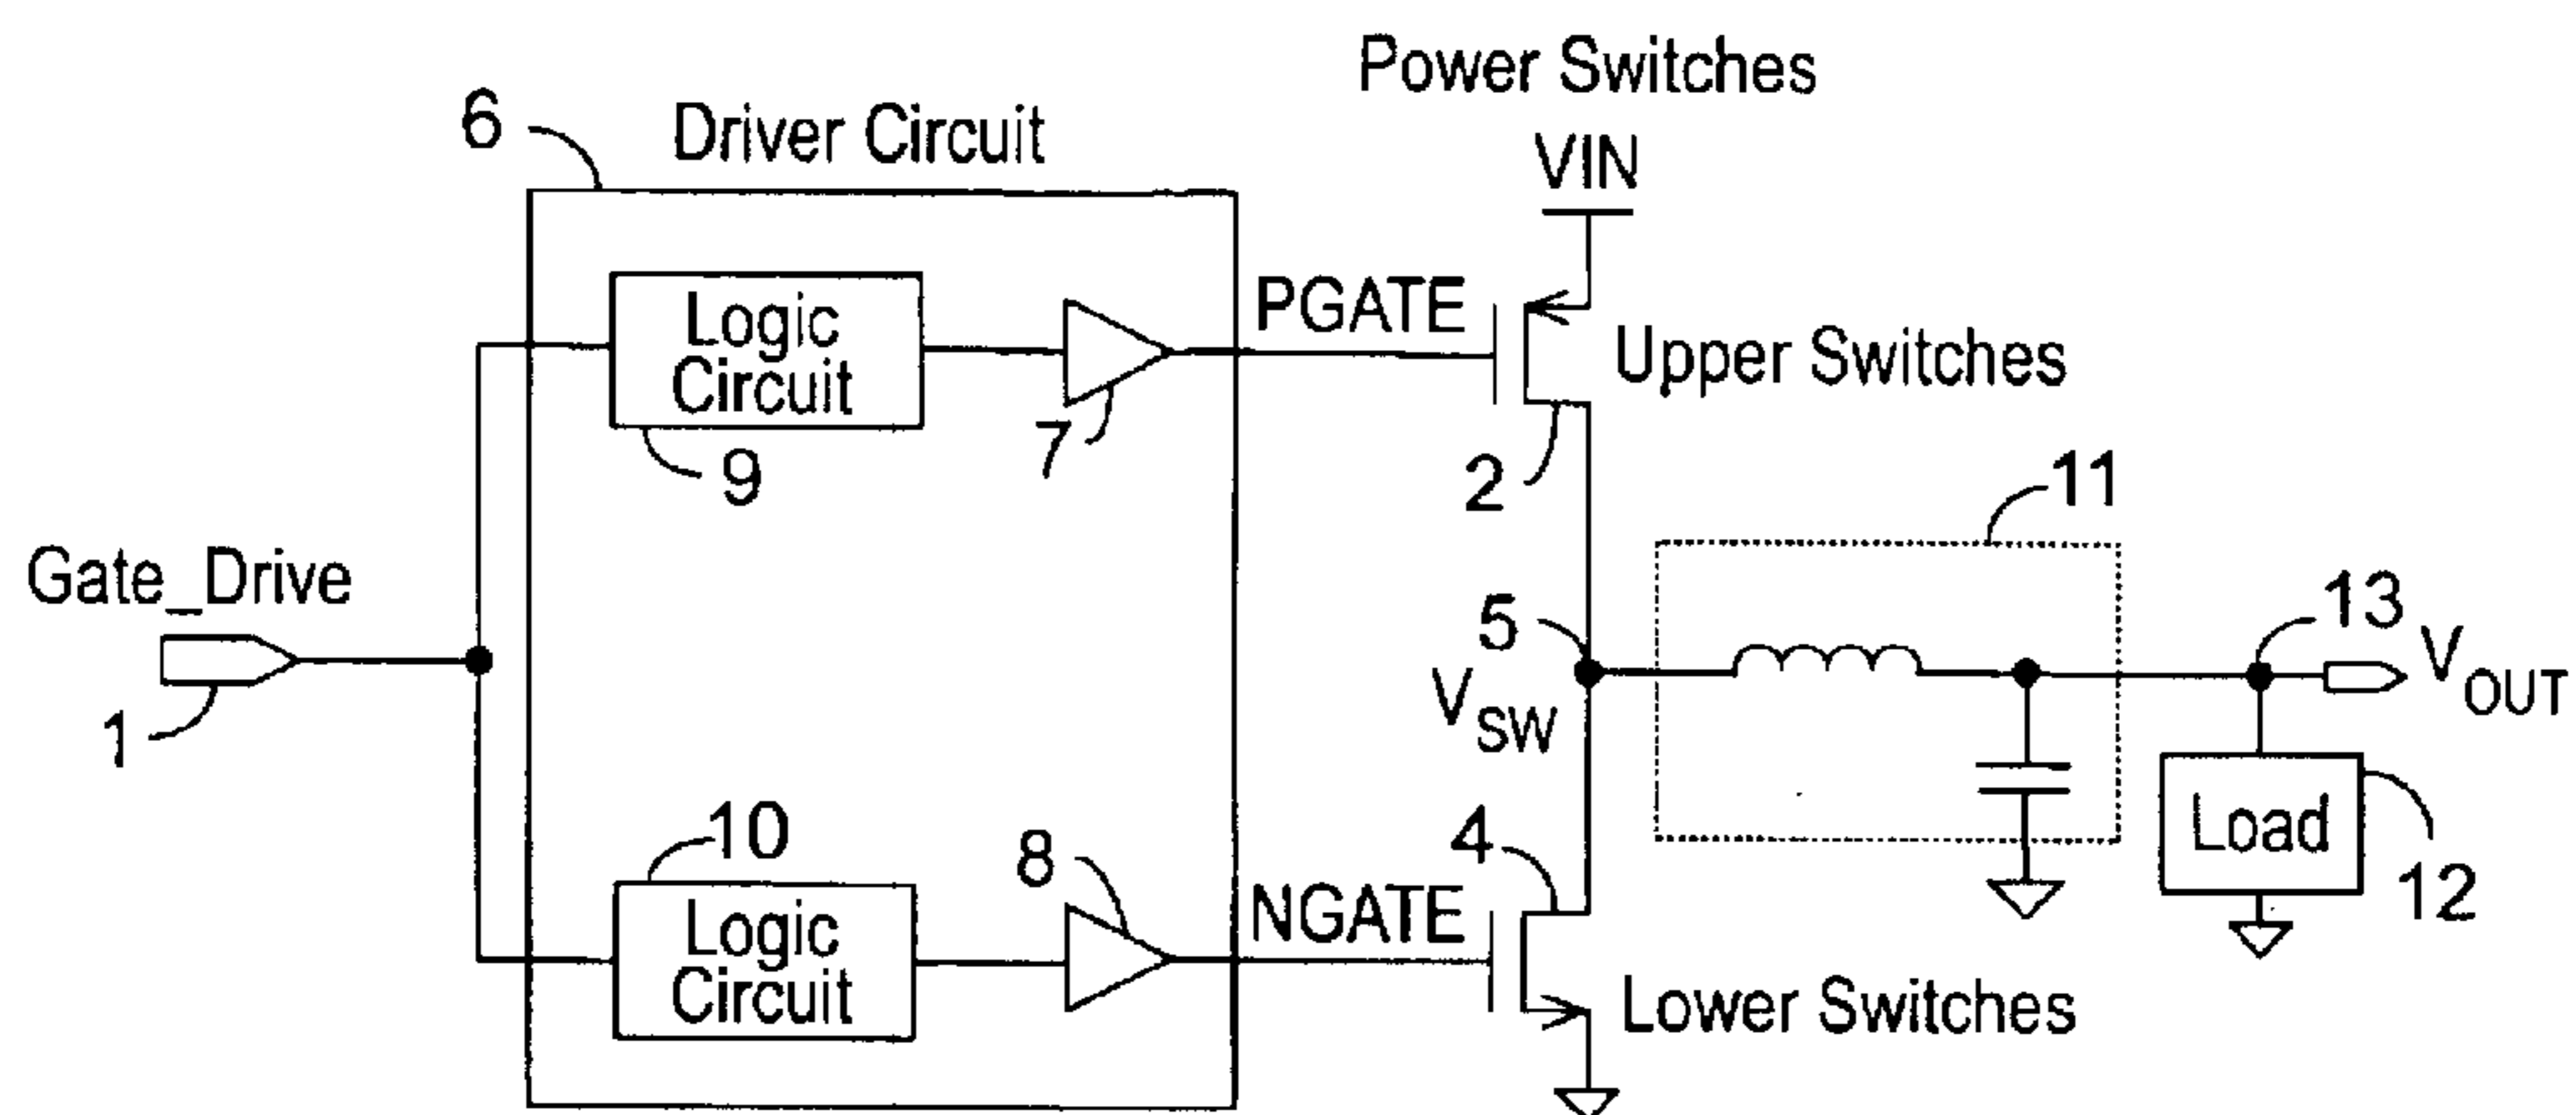 Power Switches
6
Driver Circuit
VIN
Logic
Circuit
PGATE
Upper Switches
7
9
2
11
Gate_Drive
5
13
VSW
VOUT
1
10
8
4
Load
12
Logic
Circuit
NGATE
Lower Switches